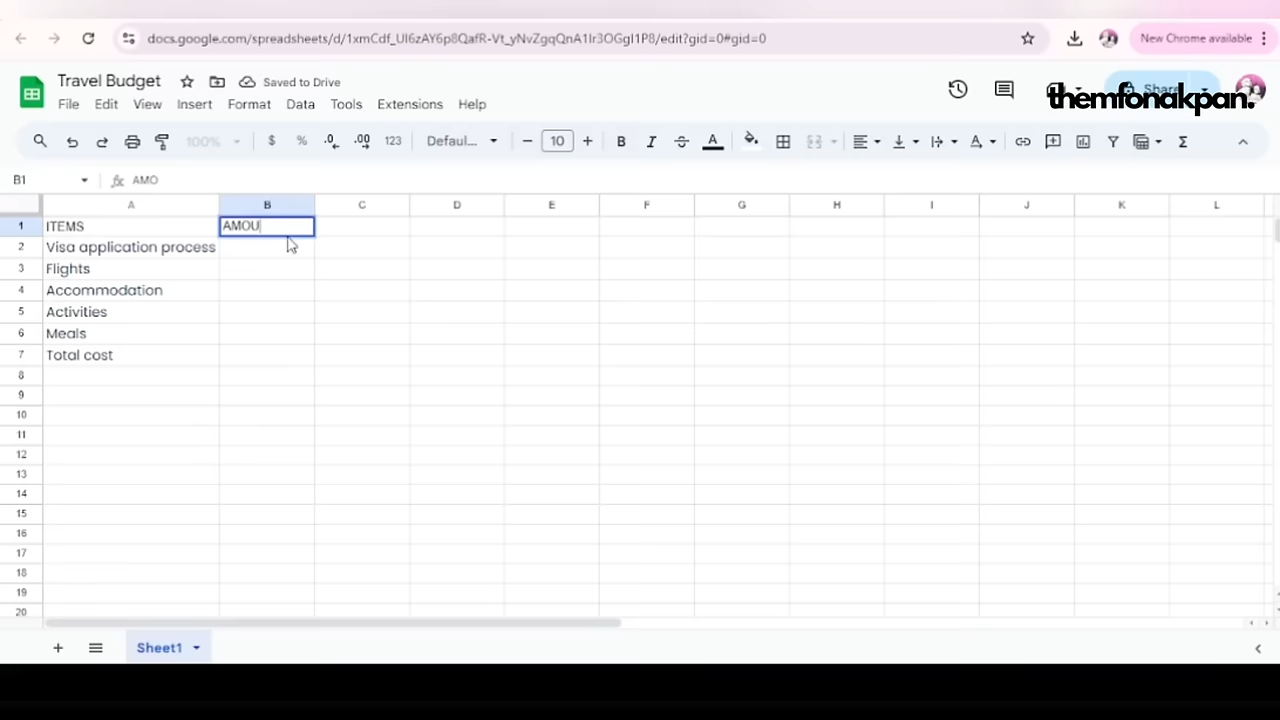 docs.google.com/spreadsheets/d/1xmCdf_UI6zAY6p8QafR-Vt_yNvZgqQnA1Ir3OGgI1P8/edit?gid=0#gid=0
New Chrome available
Travel Budget
Saved to Drive
Share
themfonakpan.
File Edit View Insert Format Data Tools Extensions Help
100% $ % .0 .00 123 Defaul... − 10 + B I S A Σ
B1 fx AMO
A B C D E F G H I J K L
1 ITEMS AMOU
2 Visa application process
3 Flights
4 Accommodation
5 Activities
6 Meals
7 Total cost
8
9
10
11
12
13
14
15
16
17
18
19
20
+ Sheet1